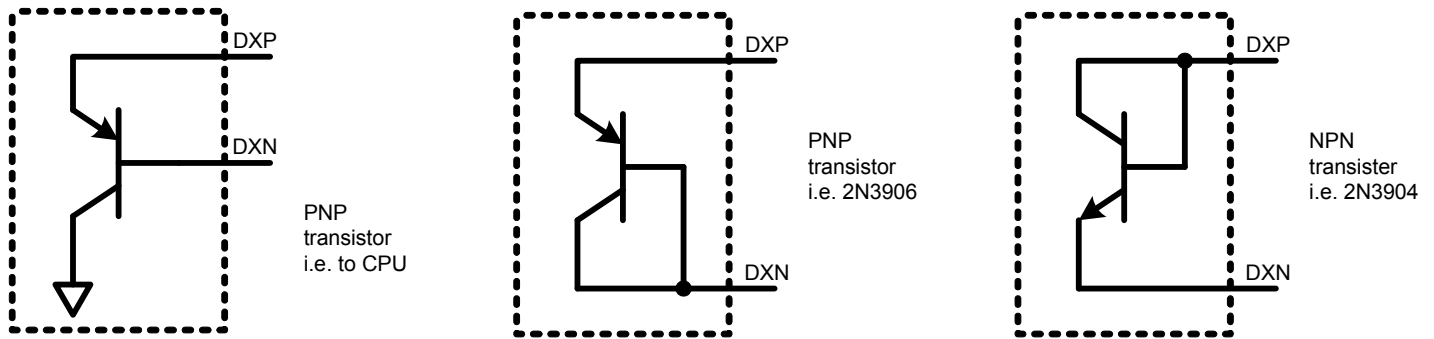 DXP
DXN
PNP
transistor
i.e. to CPU
DXP
PNP
transistor
i.e. 2N3906
DXN
DXP
NPN
transister
i.e. 2N3904
DXN